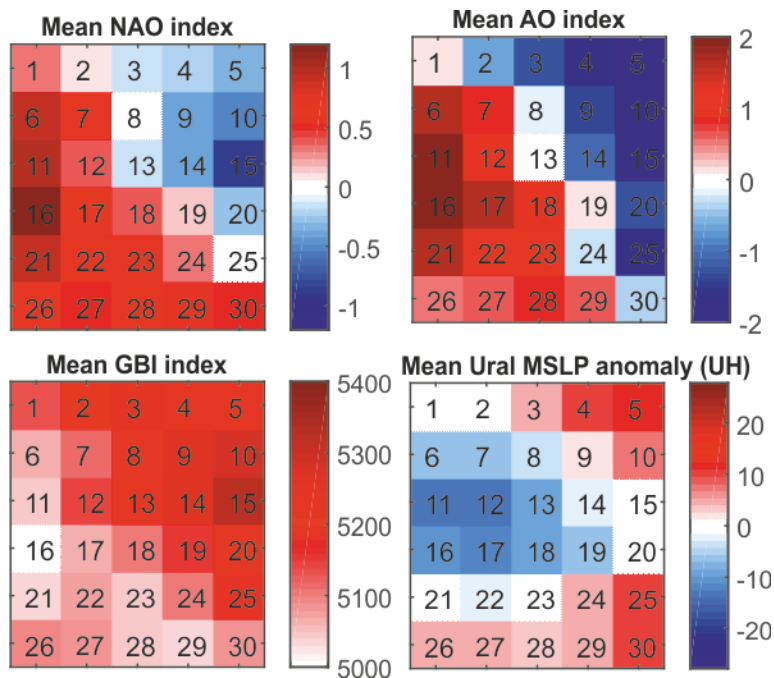 Mean NAO index
1 2 3 4 5
6 7 8 9 10
11 12 13 14 15
16 17 18 19 20
21 22 23 24 25
26 27 28 29 30
1
0.5
0
-0.5
-1
Mean AO index
1 2 3 4 5
6 7 8 9 10
11 12 13 14 15
16 17 18 19 20
21 22 23 24 25
26 27 28 29 30
2
1
0
-1
-2
Mean GBI index
1 2 3 4 5
6 7 8 9 10
11 12 13 14 15
16 17 18 19 20
21 22 23 24 25
26 27 28 29 30
5400
5300
5200
5100
5000
Mean Ural MSLP anomaly (UH)
1 2 3 4 5
6 7 8 9 10
11 12 13 14 15
16 17 18 19 20
21 22 23 24 25
26 27 28 29 30
20
10
0
-10
-20